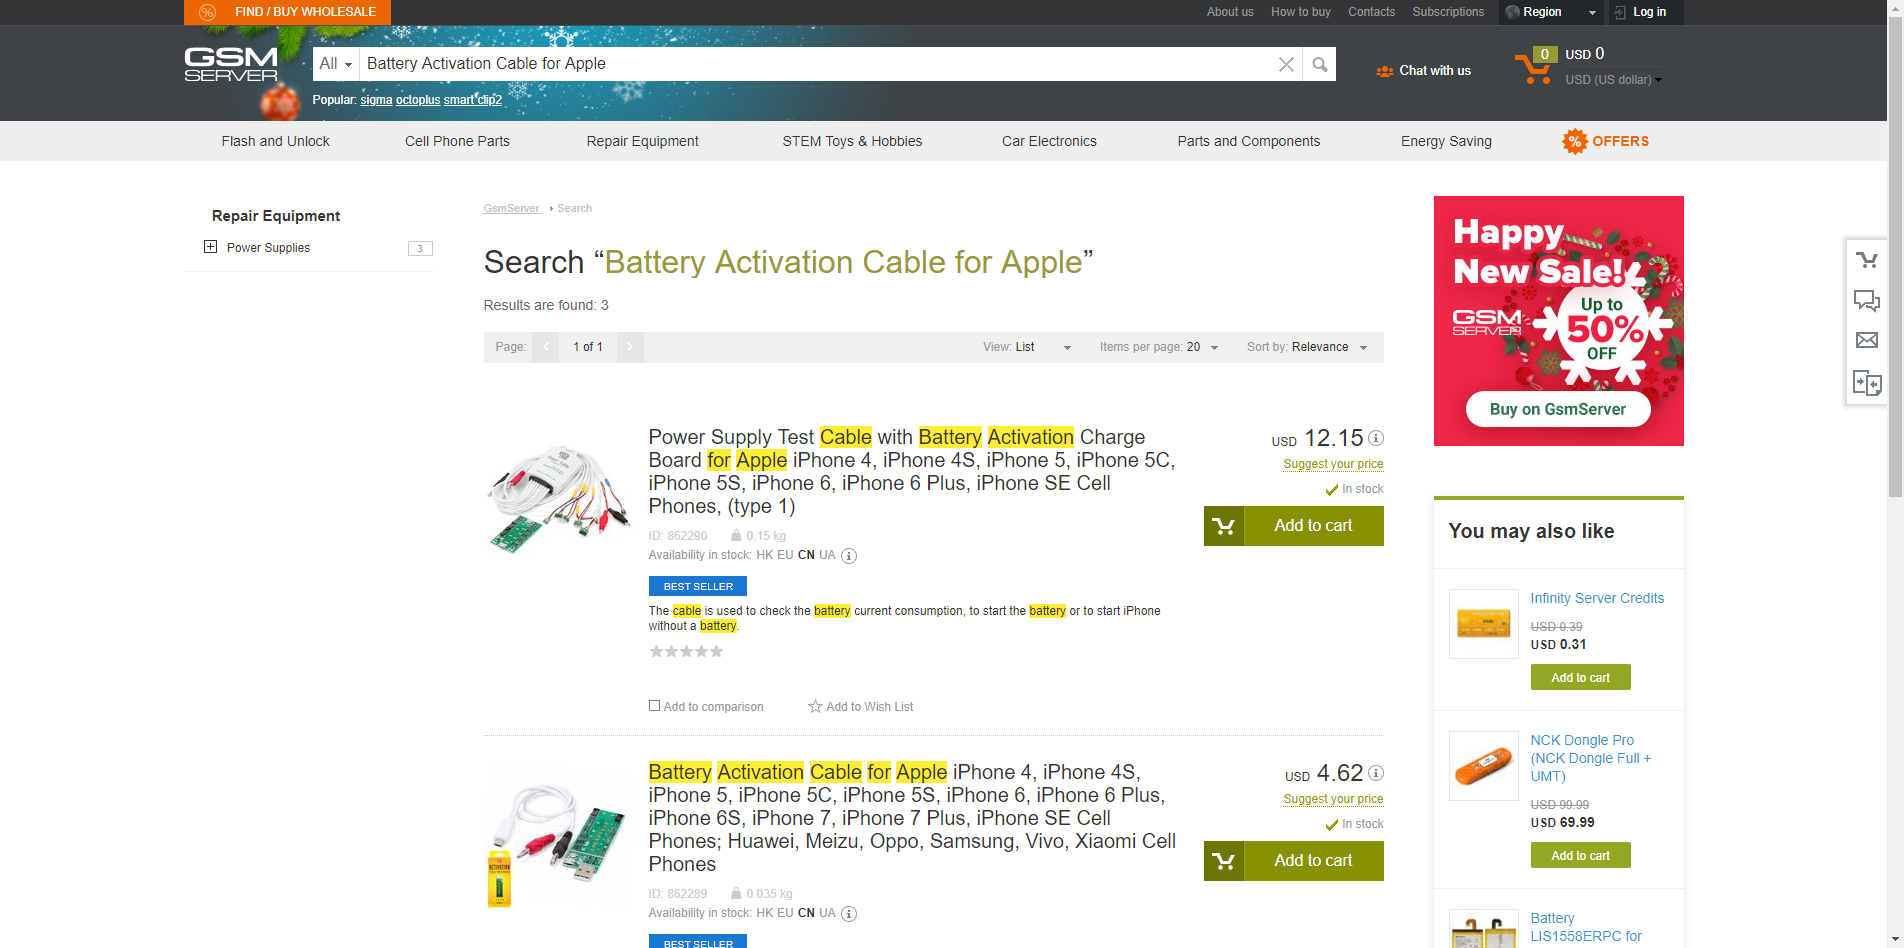 FIND / BUY WHOLESALE
About us
How to buy
Contacts
Subscriptions
Region
Log in
GSM
SERVER
All
Battery Activation Cable for Apple
Popular: sigma octoplus smart clip2
Chat with us
0
USD 0
USD (US dollar)
Flash and Unlock
Cell Phone Parts
Repair Equipment
STEM Toys & Hobbies
Car Electronics
Parts and Components
Energy Saving
% OFFERS
Repair Equipment
Power Supplies
3
GsmServer
Search
Search “Battery Activation Cable for Apple”
Results are found: 3
Page:
1 of 1
View: List
Items per page: 20
Sort by: Relevance
Power Supply Test Cable with Battery Activation Charge
Board for Apple iPhone 4, iPhone 4S, iPhone 5, iPhone 5C,
iPhone 5S, iPhone 6, iPhone 6 Plus, iPhone SE Cell
Phones, (type 1)
ID: 862290
0.15 kg
Availability in stock: HK EU CN UA
BEST SELLER
The cable is used to check the battery current consumption, to start the battery or to start iPhone
without a battery.
Add to comparison
Add to Wish List
USD 12.15
Suggest your price
In stock
Add to cart
Battery Activation Cable for Apple iPhone 4, iPhone 4S,
iPhone 5, iPhone 5C, iPhone 5S, iPhone 6, iPhone 6 Plus,
iPhone 6S, iPhone 7, iPhone 7 Plus, iPhone SE Cell
Phones; Huawei, Meizu, Oppo, Samsung, Vivo, Xiaomi Cell
Phones
ID: 862289
0.035 kg
Availability in stock: HK EU CN UA
BEST SELLER
ACTIVATION
USD 4.62
Suggest your price
In stock
Add to cart
Happy
New Sale!
Up to
50%
OFF
GSM
SERVER
Buy on GsmServer
You may also like
Infinity Server Credits
USD 0.39
USD 0.31
Add to cart
NCK Dongle Pro
(NCK Dongle Full +
UMT)
USD 99.99
USD 69.99
Add to cart
Battery
LIS1558ERPC for